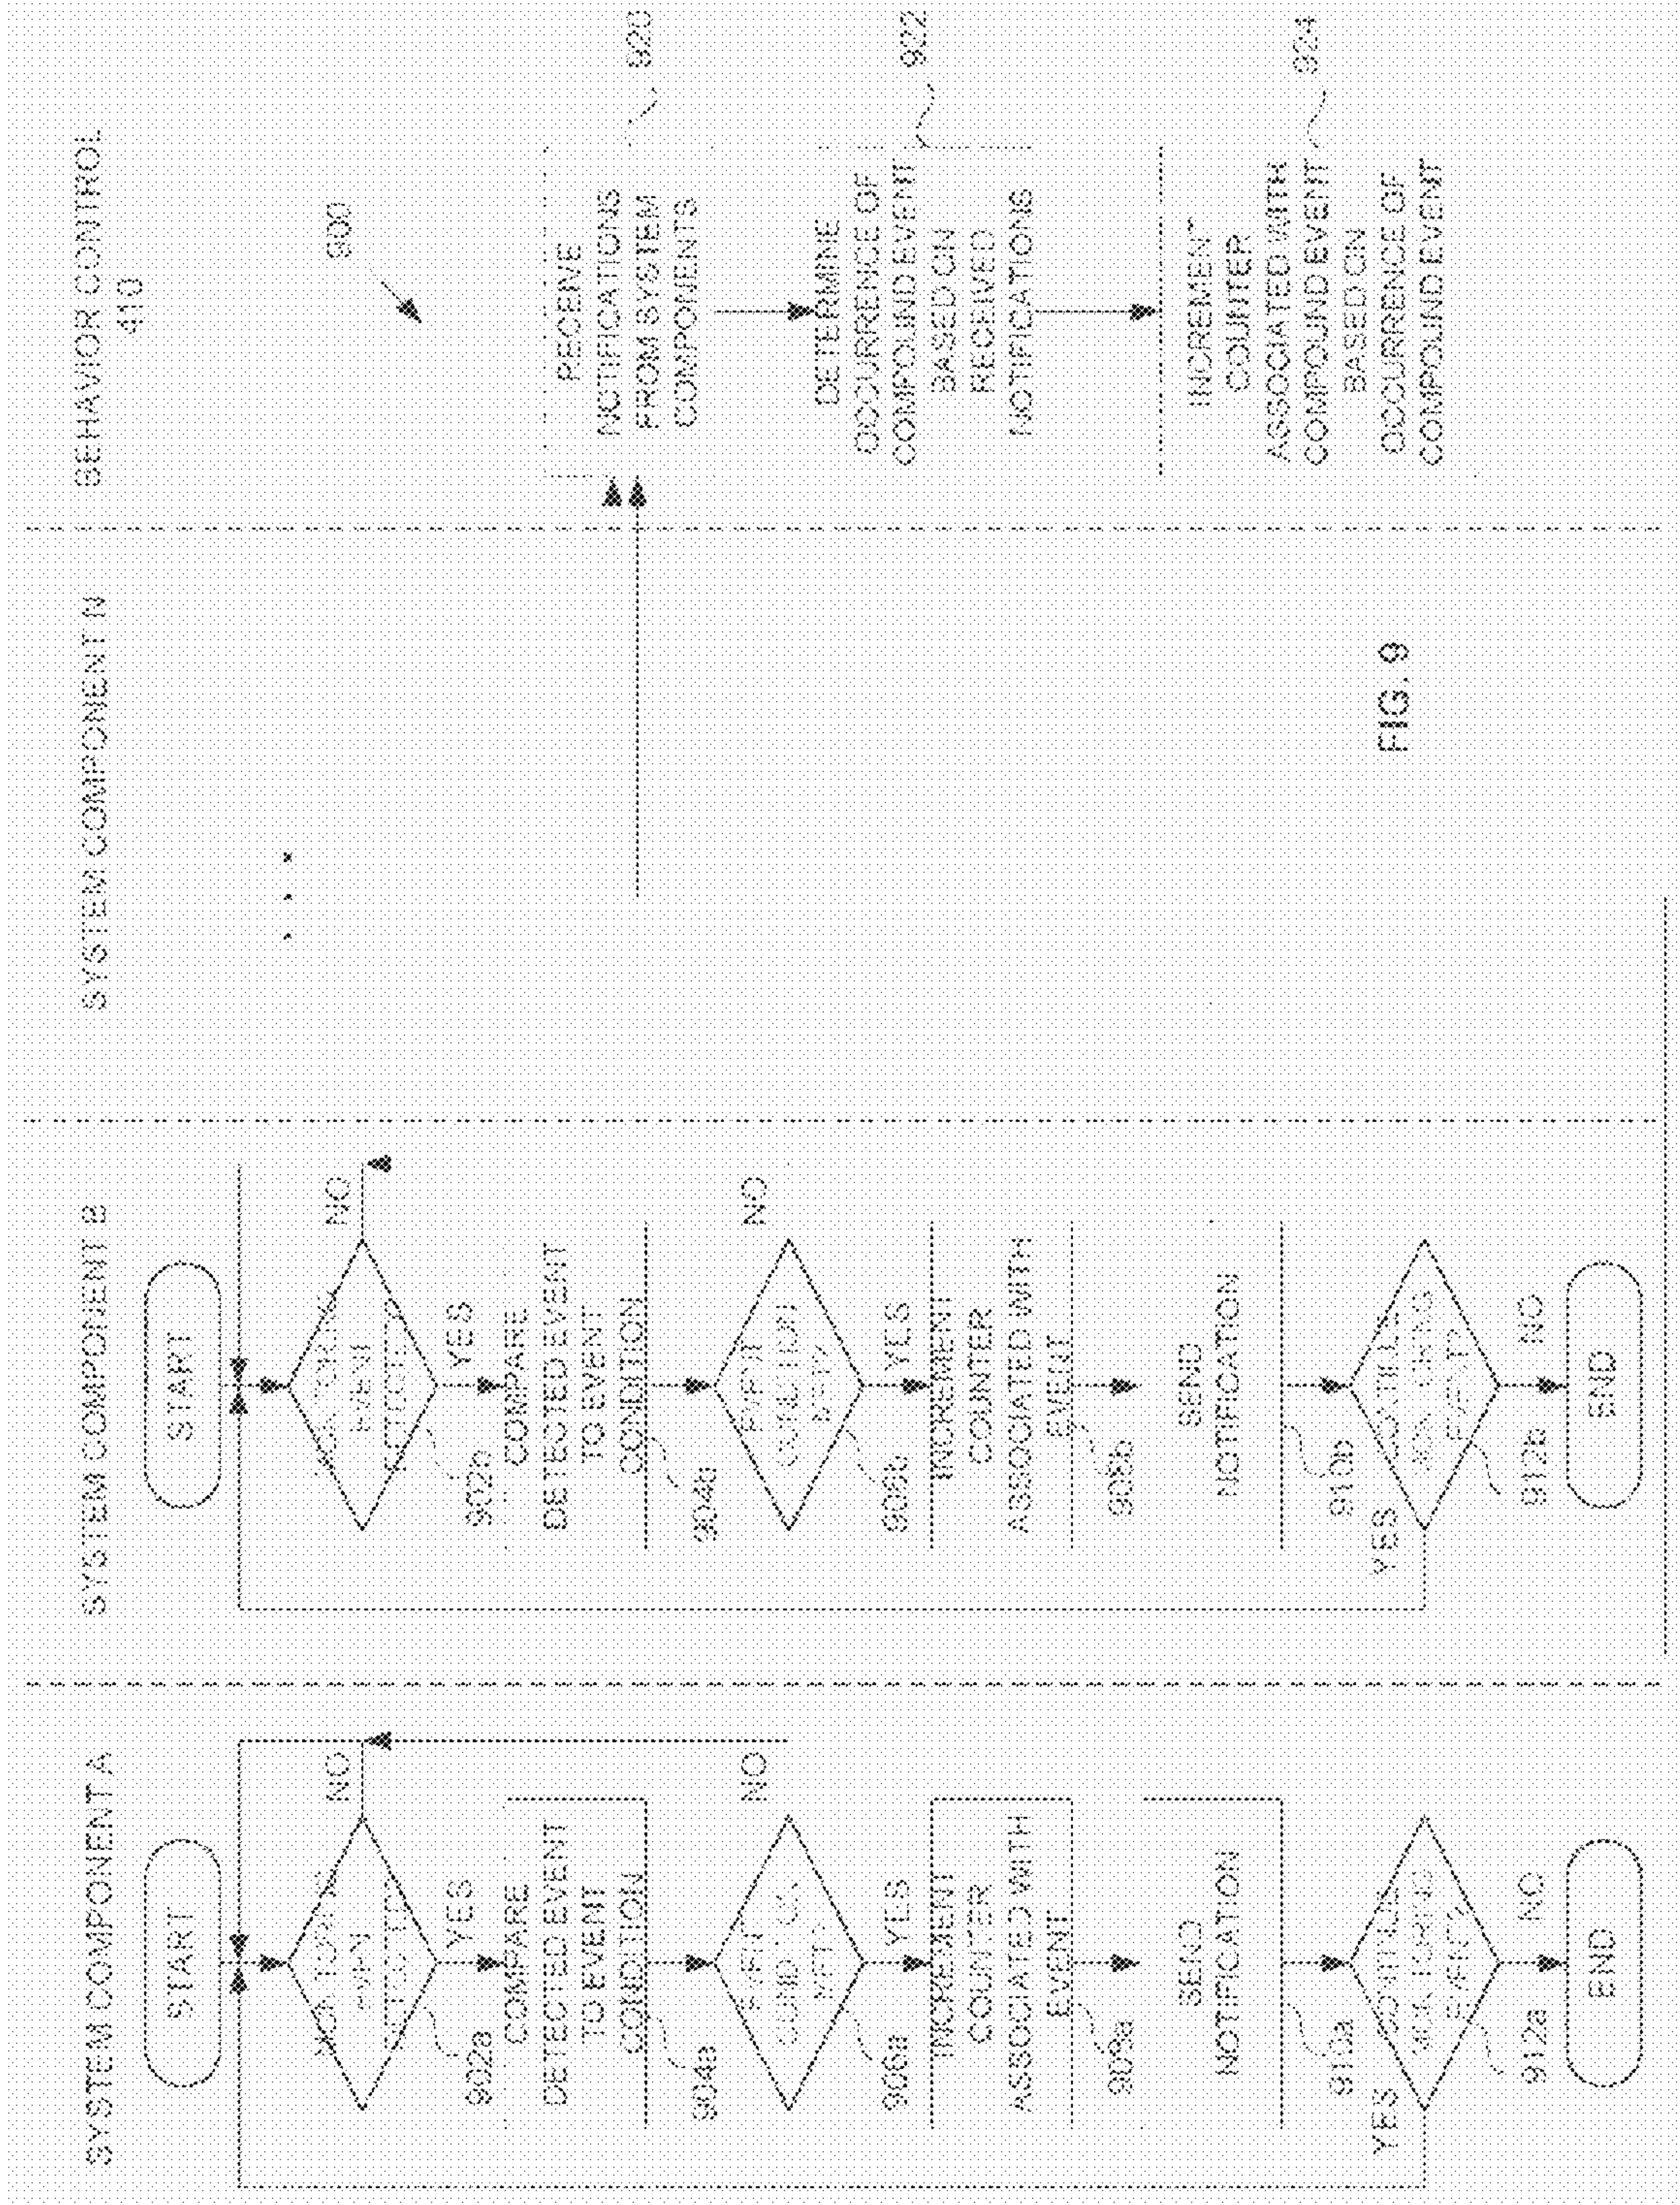 SYSTEM COMPONENT A
START
NO
902a
YES
COMPARE
DETECTED EVENT
TO EVENT
CONDITION
904a
NO
906a
YES
INCREMENT
COUNTER
ASSOCIATED WITH
EVENT
908a
SEND
NOTIFICATION
910a
YES
912a
NO
END
SYSTEM COMPONENT B
START
NO
902b
YES
COMPARE
DETECTED EVENT
TO EVENT
CONDITION
904b
NO
CONDITION
906b
YES
INCREMENT
COUNTER
ASSOCIATED WITH
EVENT
908b
SEND
NOTIFICATION
910b
YES
912b
NO
END
SYSTEM COMPONENT N
. . .
BEHAVIOR CONTROL
410
900
RECEIVE
NOTIFICATIONS
FROM SYSTEM
COMPONENTS
920
DETERMINE
OCCURRENCE OF
COMPOUND EVENT
BASED ON
RECEIVED
NOTIFICATIONS
922
INCREMENT
COUNTER
ASSOCIATED WITH
COMPOUND EVENT
BASED ON
OCCURRENCE OF
COMPOUND EVENT
924
FIG. 9